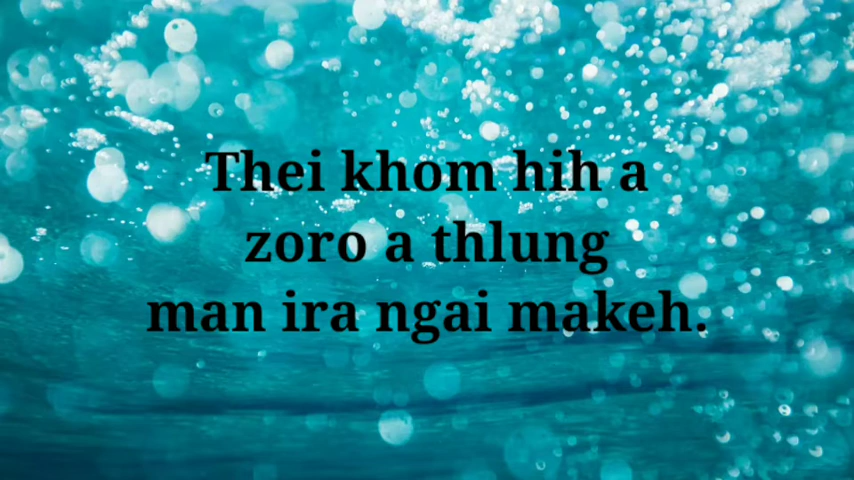 Thei khom hih a
zoro a thlung
man ira ngai makeh.